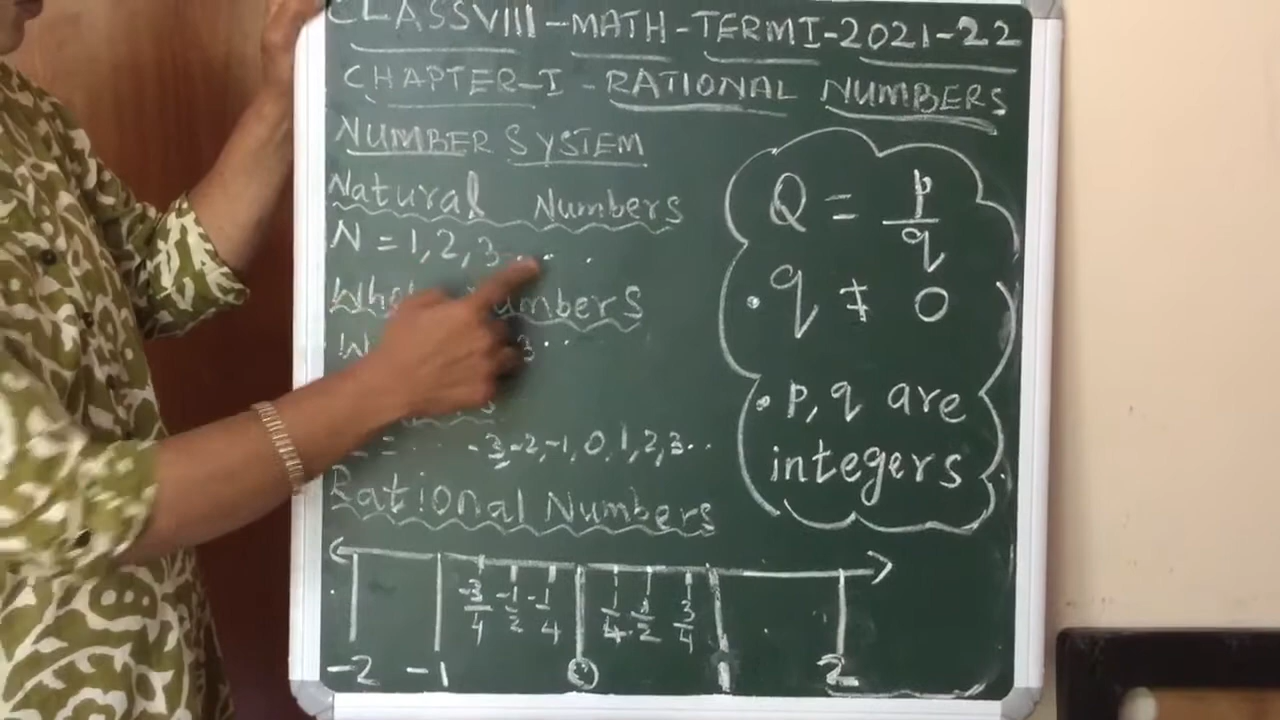 CLASSVIII-MATH-TERMI-2021-22
CHAPTER-I-RATIONAL NUMBERS
NUMBER SYSTEM
Natural Numbers
N = 1, 2, 3.....
Numbers
W 3..
-3,-2,-1, 0, 1, 2, 3..
Rational Numbers
-3/4 -1/2 -1/4 1/4 1/2 3/4
-2 -1 0 1 2
Q = p/q
• q ≠ 0
• p, q are
integers